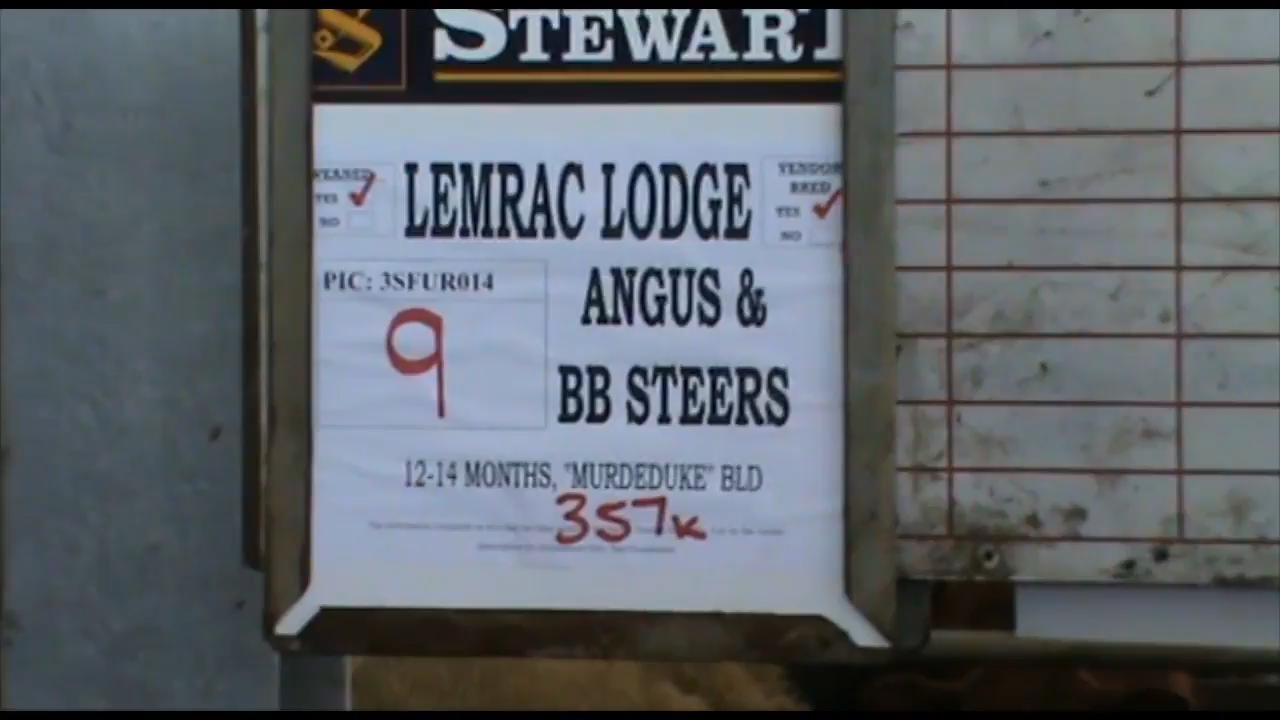 STEWART
WEANED
YES ✓
NO
LEMRAC LODGE
VENDOR
BRED
YES ✓
NO
PIC: 3SFUR014
9
ANGUS &
BB STEERS
12-14 MONTHS, "MURDEDUKE" BLD
357K